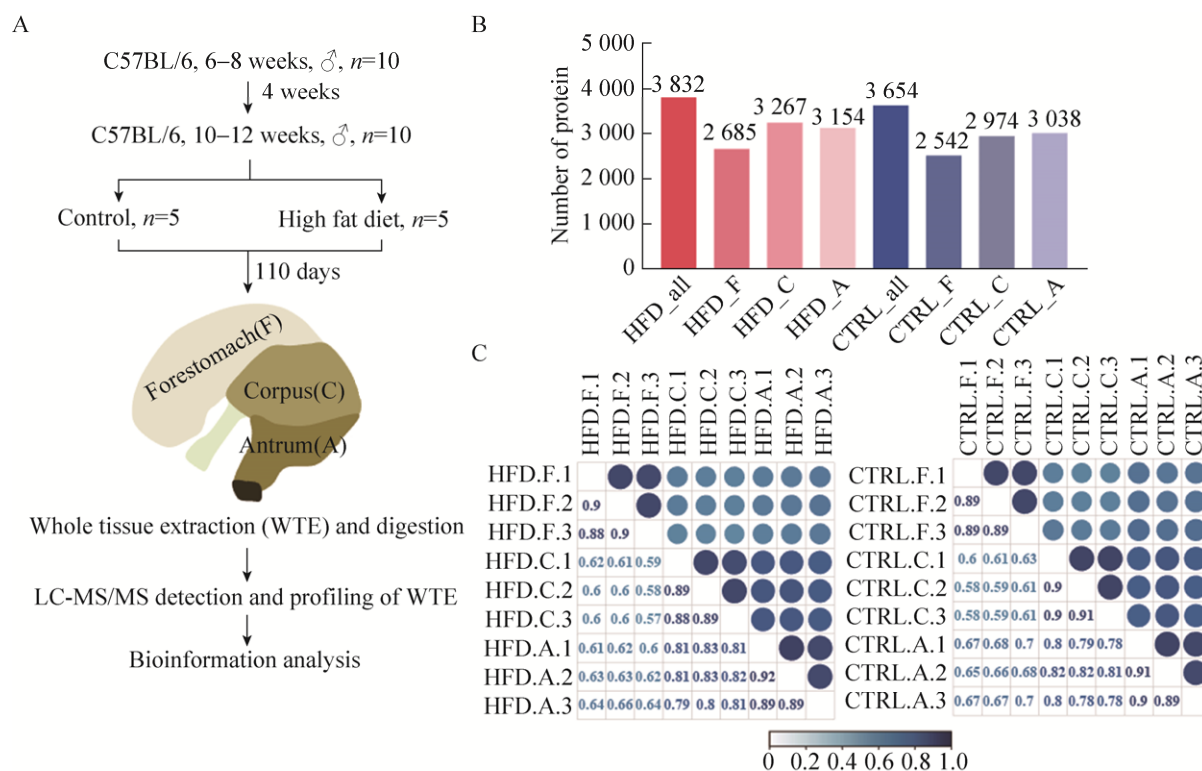 A
C57BL/6, 6–8 weeks, ♂, n=10
4 weeks
C57BL/6, 10–12 weeks, ♂, n=10
Control, n=5
High fat diet, n=5
110 days
Forestomach(F)
Corpus(C)
Antrum(A)
Whole tissue extraction (WTE) and digestion
LC-MS/MS detection and profiling of WTE
Bioinformation analysis
B
Number of protein
5 000
4 000
3 000
2 000
1 000
0
3 832
2 685
3 267
3 154
3 654
2 542
2 974
3 038
HFD_all
HFD_F
HFD_C
HFD_A
CTRL_all
CTRL_F
CTRL_C
CTRL_A
C
HFD.F.1
HFD.F.2
HFD.F.3
HFD.C.1
HFD.C.2
HFD.C.3
HFD.A.1
HFD.A.2
HFD.A.3
HFD.F.1
HFD.F.2 0.9
HFD.F.3 0.88 0.9
HFD.C.1 0.62 0.61 0.59
HFD.C.2 0.6 0.6 0.58 0.89
HFD.C.3 0.6 0.6 0.57 0.88 0.89
HFD.A.1 0.61 0.62 0.6 0.81 0.83 0.81
HFD.A.2 0.63 0.63 0.62 0.81 0.83 0.82 0.92
HFD.A.3 0.64 0.66 0.64 0.79 0.8 0.81 0.89 0.89
CTRL.F.1
CTRL.F.2
CTRL.F.3
CTRL.C.1
CTRL.C.2
CTRL.C.3
CTRL.A.1
CTRL.A.2
CTRL.A.3
CTRL.F.1
CTRL.F.2 0.89
CTRL.F.3 0.89 0.89
CTRL.C.1 0.6 0.61 0.63
CTRL.C.2 0.58 0.59 0.61 0.9
CTRL.C.3 0.58 0.59 0.61 0.9 0.91
CTRL.A.1 0.67 0.68 0.7 0.8 0.79 0.78
CTRL.A.2 0.65 0.66 0.68 0.82 0.82 0.81 0.91
CTRL.A.3 0.67 0.67 0.7 0.8 0.78 0.78 0.9 0.89
0 0.2 0.4 0.6 0.8 1.0